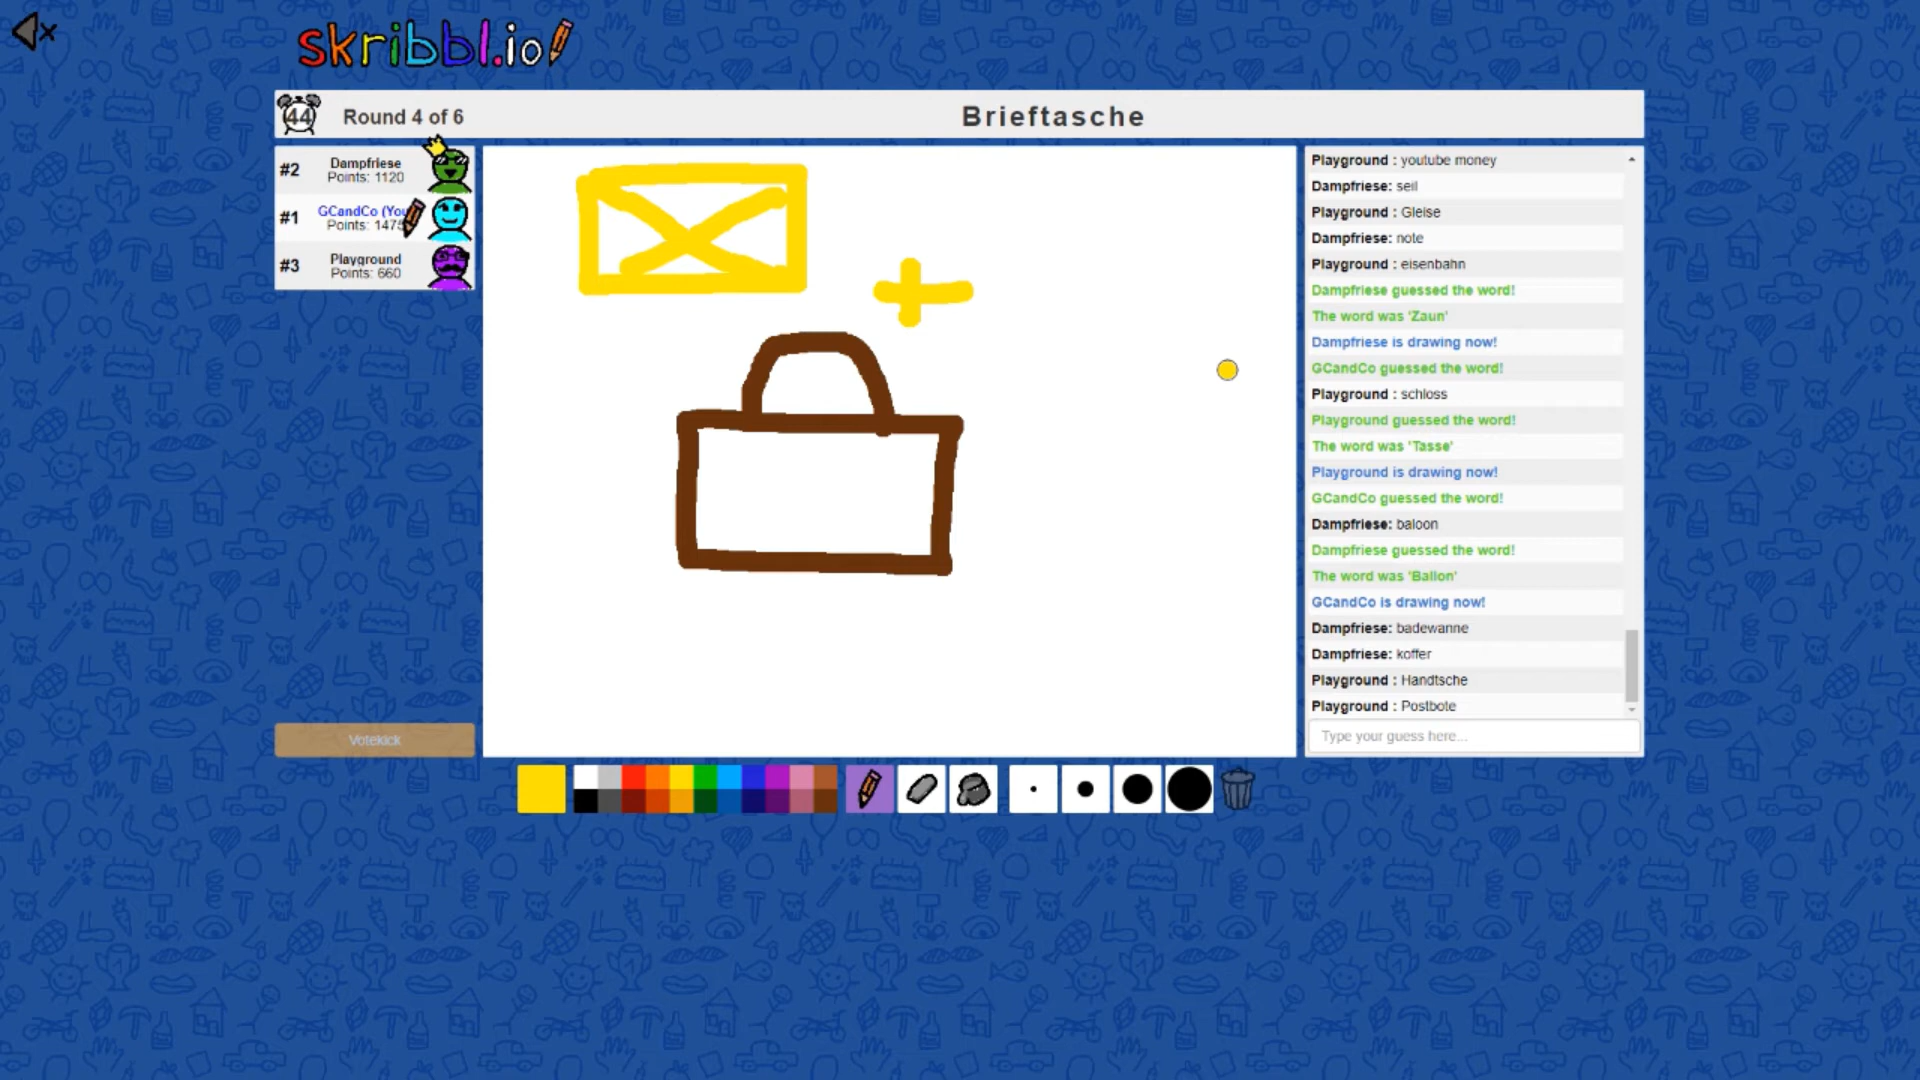 skribbl.io
44
Round 4 of 6
Brieftasche
#2
Dampfriese
Points: 1120
#1
GCandCo (You
Points: 1475
#3
Playground
Points: 660
Votekick
Playground : youtube money
Dampfriese: seil
Playground : Gleise
Dampfriese: note
Playground : eisenbahn
Dampfriese guessed the word!
The word was 'Zaun'
Dampfriese is drawing now!
GCandCo guessed the word!
Playground : schloss
Playground guessed the word!
The word was 'Tasse'
Playground is drawing now!
GCandCo guessed the word!
Dampfriese: baloon
Dampfriese guessed the word!
The word was 'Ballon'
GCandCo is drawing now!
Dampfriese: badewanne
Dampfriese: koffer
Playground : Handtsche
Playground : Postbote
Type your guess here...